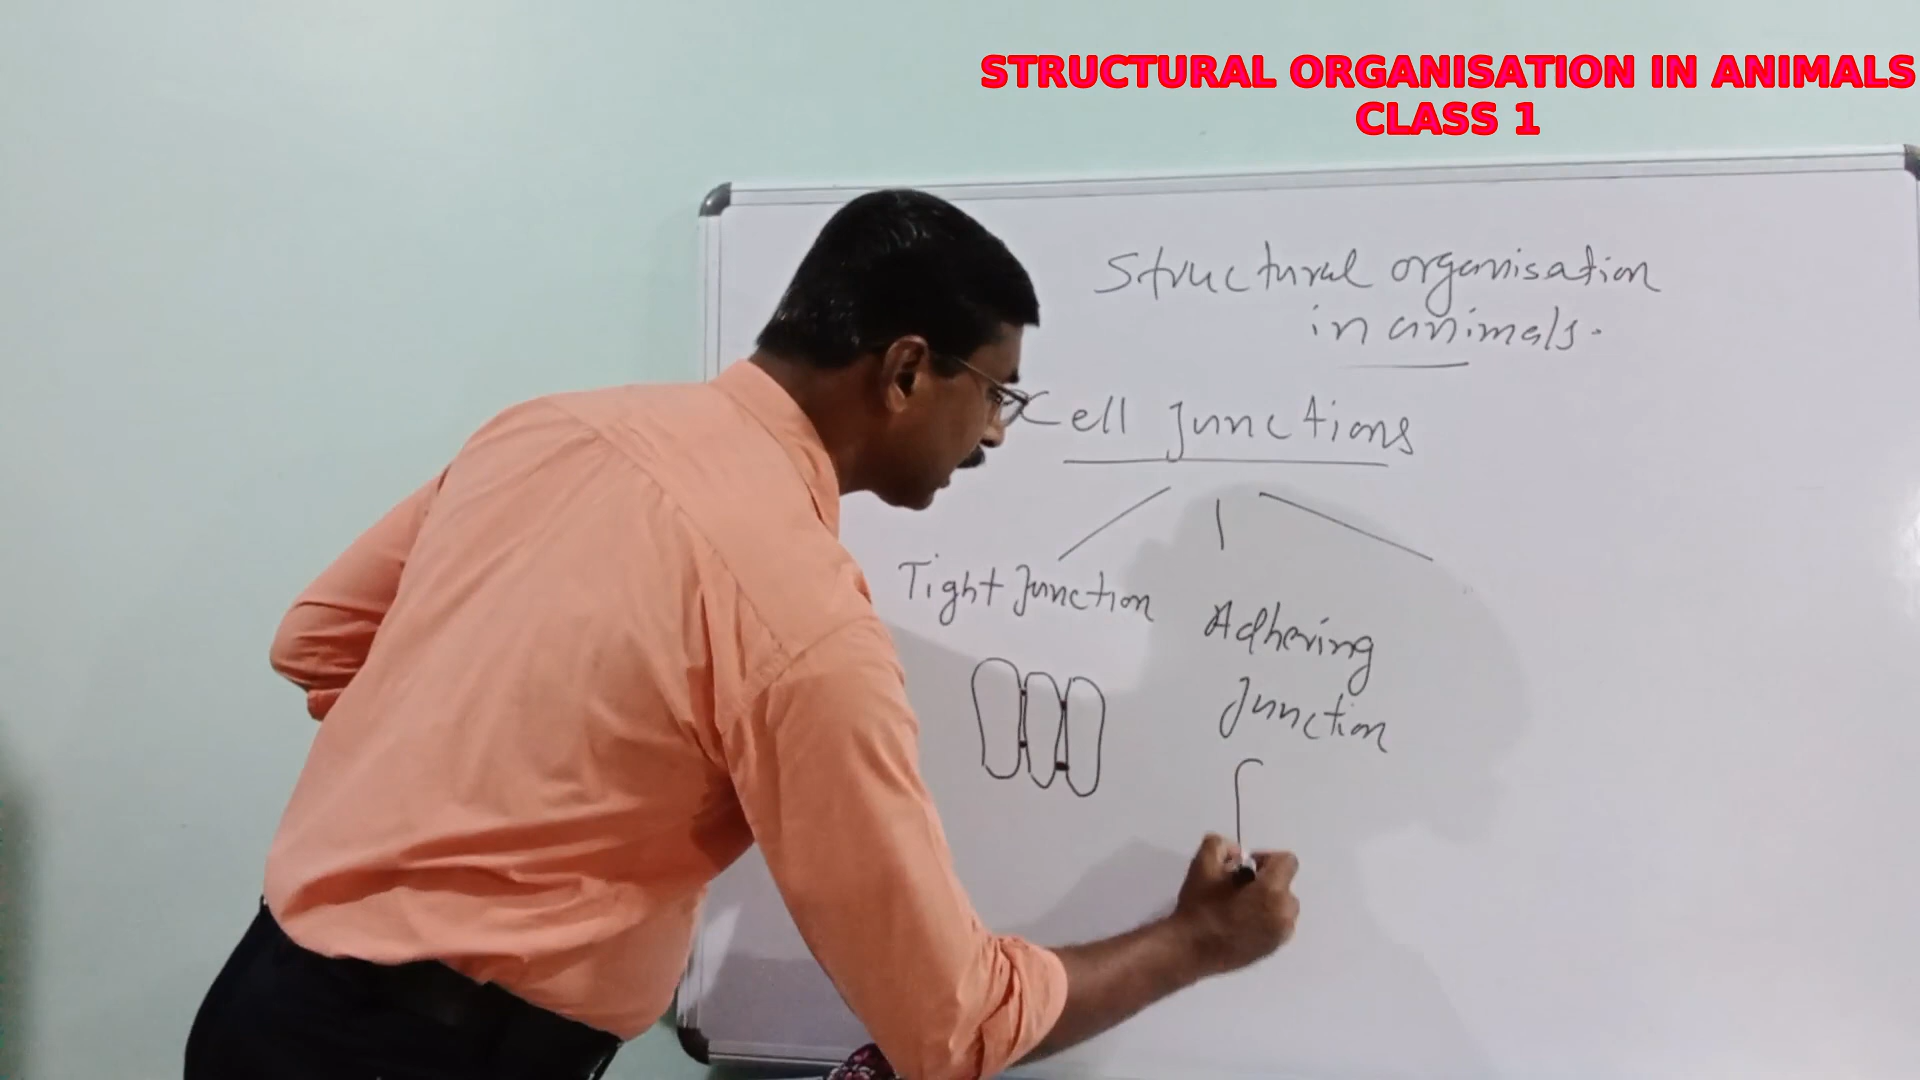 STRUCTURAL ORGANISATION IN ANIMALS
CLASS 1
Structural organisation
in animals.
Cell Junctions
Tight Junction
Adhering
Junction